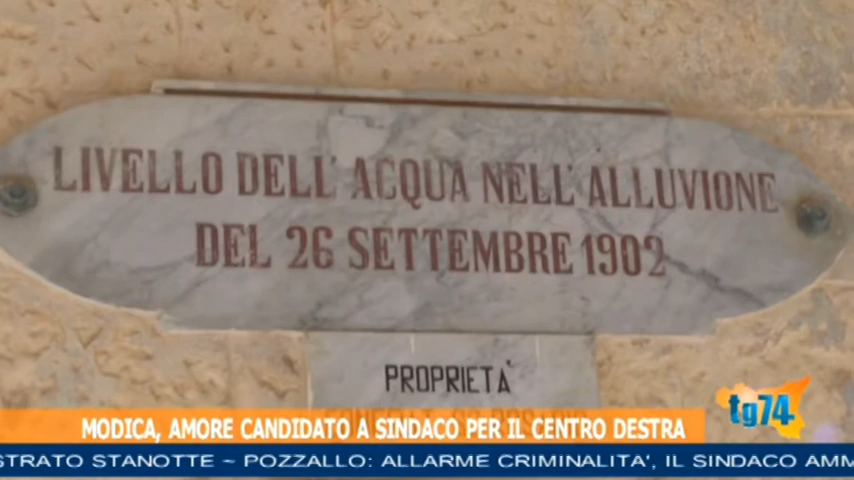 LIVELLO DELL' ACQUA NELL' ALLUVIONE
DEL 26 SETTEMBRE 1902
PROPRIETÀ
tg74
MODICA, AMORE CANDIDATO A SINDACO PER IL CENTRO DESTRA
STRATO STANOTTE ~ POZZALLO: ALLARME CRIMINALITA', IL SINDACO AMM